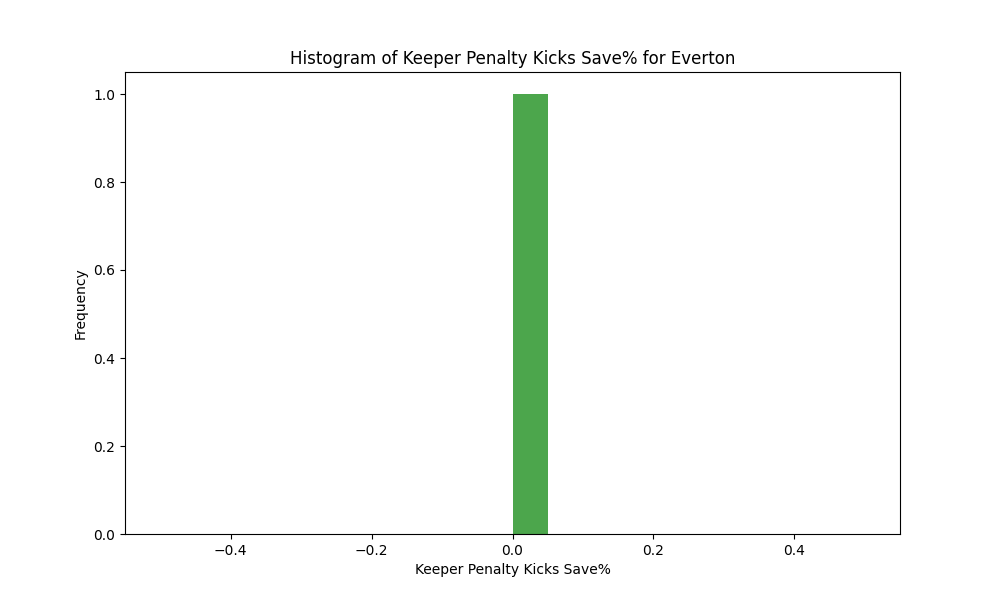 Histogram of Keeper Penalty Kicks Save% for Everton
1.0
0.8
0.6
0.4
0.2
0.0
Frequency
−0.4 −0.2 0.0 0.2 0.4
Keeper Penalty Kicks Save%